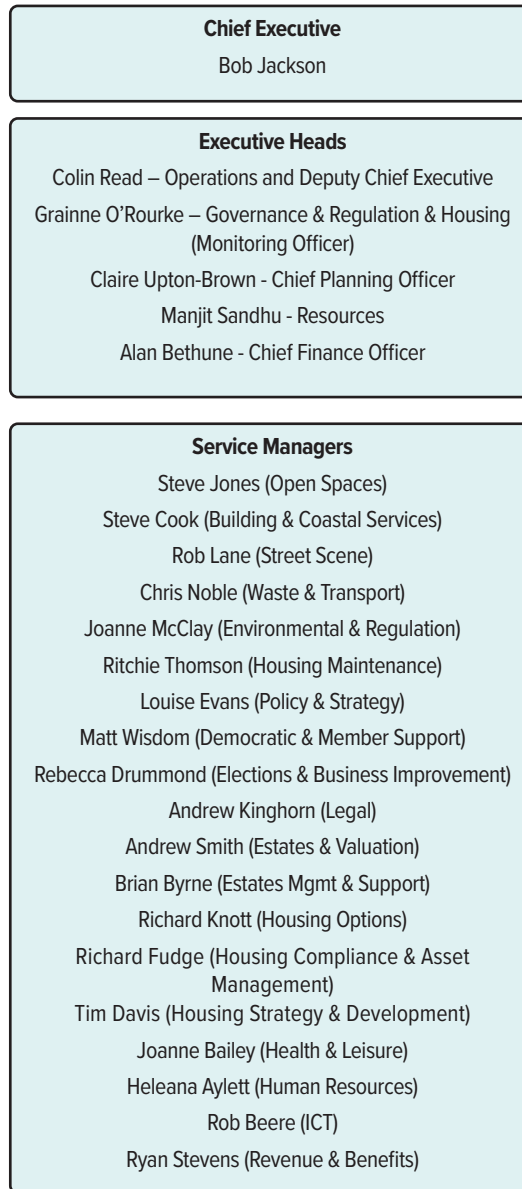 Chief Executive
Bob Jackson
Executive Heads
Colin Read – Operations and Deputy Chief Executive
Grainne O’Rourke – Governance & Regulation & Housing
(Monitoring Officer)
Claire Upton-Brown - Chief Planning Officer
Manjit Sandhu - Resources
Alan Bethune - Chief Finance Officer
Service Managers
Steve Jones (Open Spaces)
Steve Cook (Building & Coastal Services)
Rob Lane (Street Scene)
Chris Noble (Waste & Transport)
Joanne McClay (Environmental & Regulation)
Ritchie Thomson (Housing Maintenance)
Louise Evans (Policy & Strategy)
Matt Wisdom (Democratic & Member Support)
Rebecca Drummond (Elections & Business Improvement)
Andrew Kinghorn (Legal)
Andrew Smith (Estates & Valuation)
Brian Byrne (Estates Mgmt & Support)
Richard Knott (Housing Options)
Richard Fudge (Housing Compliance & Asset
Management)
Tim Davis (Housing Strategy & Development)
Joanne Bailey (Health & Leisure)
Heleana Aylett (Human Resources)
Rob Beere (ICT)
Ryan Stevens (Revenue & Benefits)